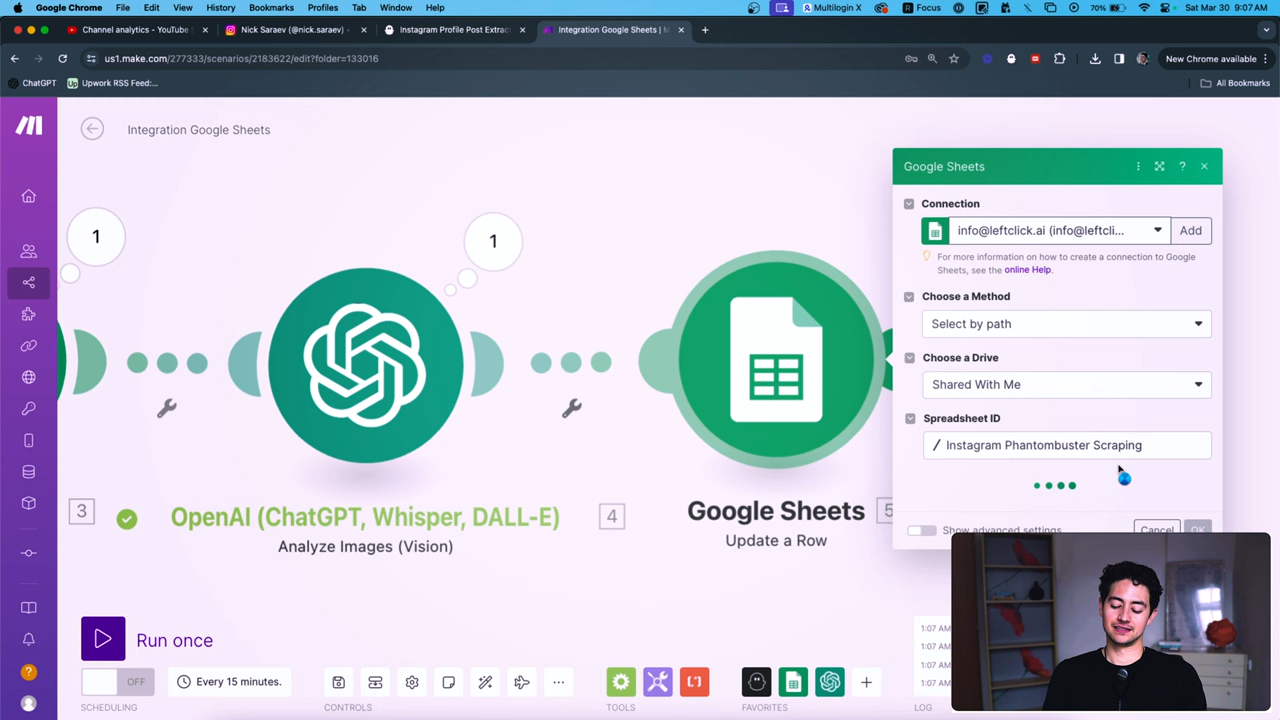 Google Chrome File Edit View History Bookmarks Profiles Tab Window Help
Multilogin X Focus 70% Sat Mar 30 9:07 AM
Channel analytics - YouTube Nick Saraev (@nick.saraev) Instagram Profile Post Extrac Integration Google Sheets | M
us1.make.com/277333/scenarios/2183622/edit?folder=133016
New Chrome available
ChatGPT Upwork RSS Feed:...
All Bookmarks
Integration Google Sheets
Google Sheets
Connection
info@leftclick.ai (info@leftcli...
Add
For more information on how to create a connection to Google
Sheets, see the online Help.
Choose a Method
Select by path
Choose a Drive
Shared With Me
Spreadsheet ID
/ Instagram Phantombuster Scraping
Show advanced settings
Cancel
OK
1
1
3
OpenAI (ChatGPT, Whisper, DALL-E)
Analyze Images (Vision)
4
Google Sheets
Update a Row
5
Run once
OFF
Every 15 minutes.
SCHEDULING
CONTROLS
TOOLS
FAVORITES
LOG
1:07 AM
1:07 AM
1:07 AM
1:07 AM